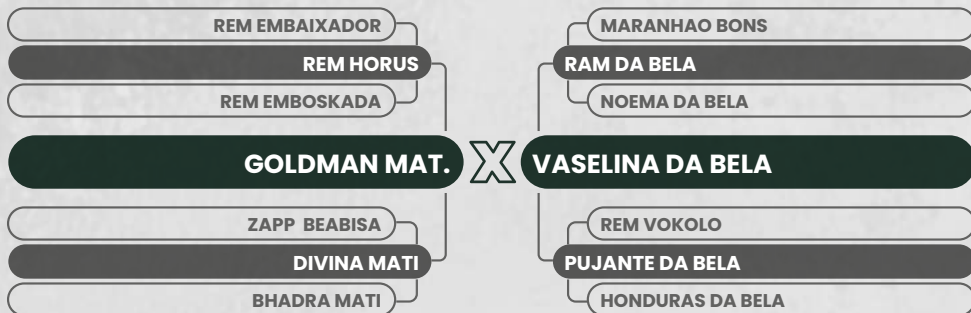 REM EMBAIXADOR
MARANHAO BONS
REM HORUS
RAM DA BELA
REM EMBOSKADA
NOEMA DA BELA
GOLDMAN MAT. X VASELINA DA BELA
ZAPP BEABISA
REM VOKOLO
DIVINA MATI
PUJANTE DA BELA
BHADRA MATI
HONDURAS DA BELA